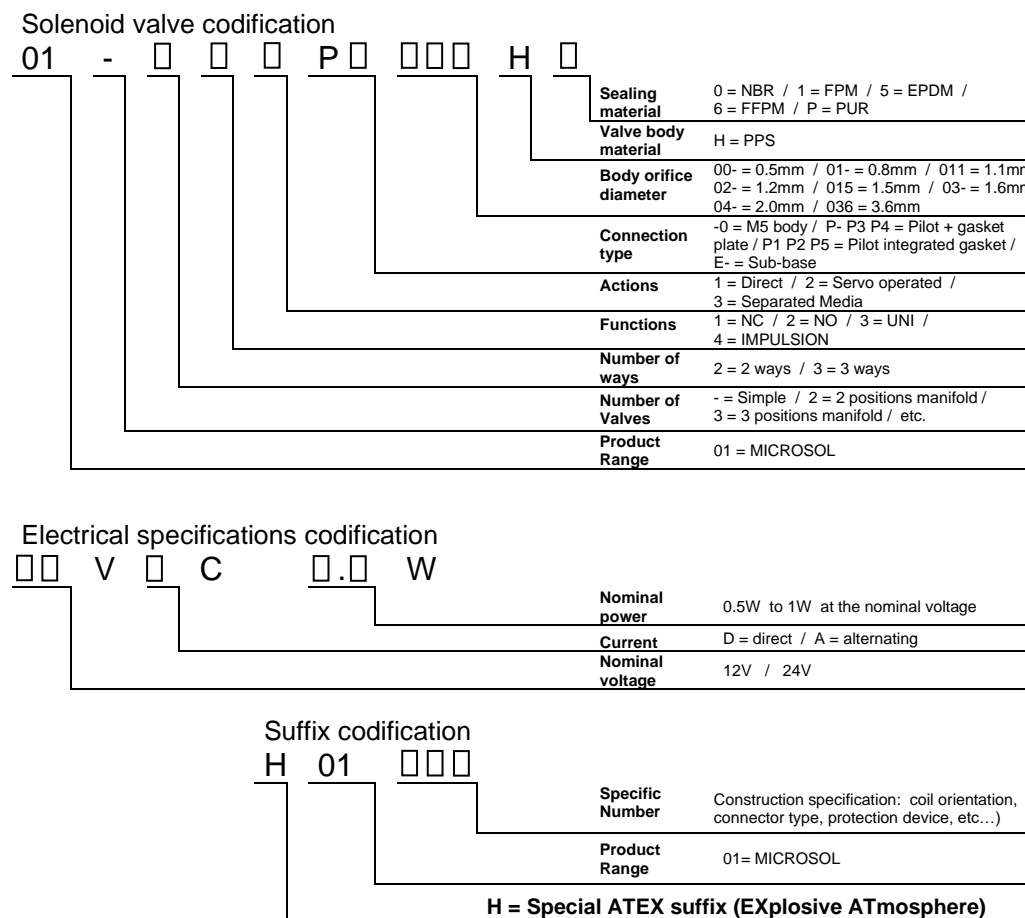 Solenoid valve codification
01 - □ □ □ P □ □□□ H □
Sealing material
0 = NBR / 1 = FPM / 5 = EPDM /
6 = FFPM / P = PUR
Valve body material
H = PPS
Body orifice diameter
00- = 0.5mm / 01- = 0.8mm / 011 = 1.1mm
02- = 1.2mm / 015 = 1.5mm / 03- = 1.6mm
04- = 2.0mm / 036 = 3.6mm
Connection type
-0 = M5 body / P- P3 P4 = Pilot + gasket
plate / P1 P2 P5 = Pilot integrated gasket /
E- = Sub-base
Actions
1 = Direct / 2 = Servo operated /
3 = Separated Media
Functions
1 = NC / 2 = NO / 3 = UNI /
4 = IMPULSION
Number of ways
2 = 2 ways / 3 = 3 ways
Number of Valves
- = Simple / 2 = 2 positions manifold /
3 = 3 positions manifold / etc.
Product Range
01 = MICROSOL
Electrical specifications codification
□□ V □ C □.□ W
Nominal power
0.5W to 1W at the nominal voltage
Current
D = direct / A = alternating
Nominal voltage
12V / 24V
Suffix codification
H 01 □□□
Specific Number
Construction specification: coil orientation,
connector type, protection device, etc…)
Product Range
01= MICROSOL
H = Special ATEX suffix (EXplosive ATmosphere)